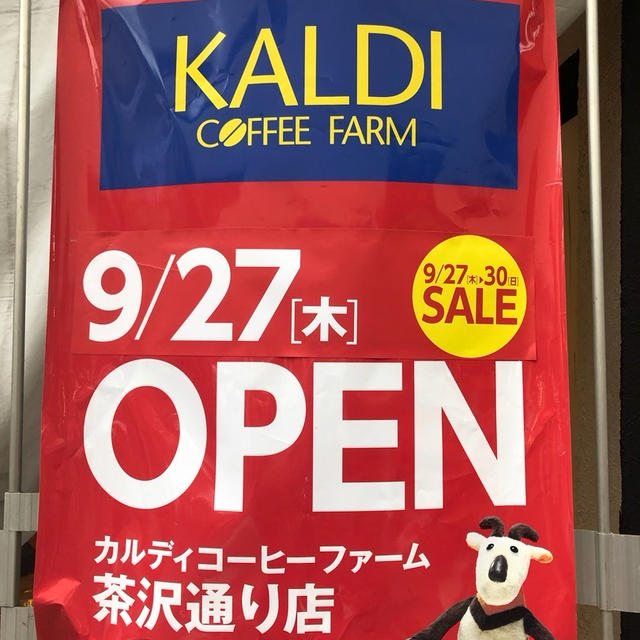 KALDI
COFFEE FARM
9/27[木]
9/27[木]▶30[日]
SALE
OPEN
カルディコーヒーファーム
茶沢通り店